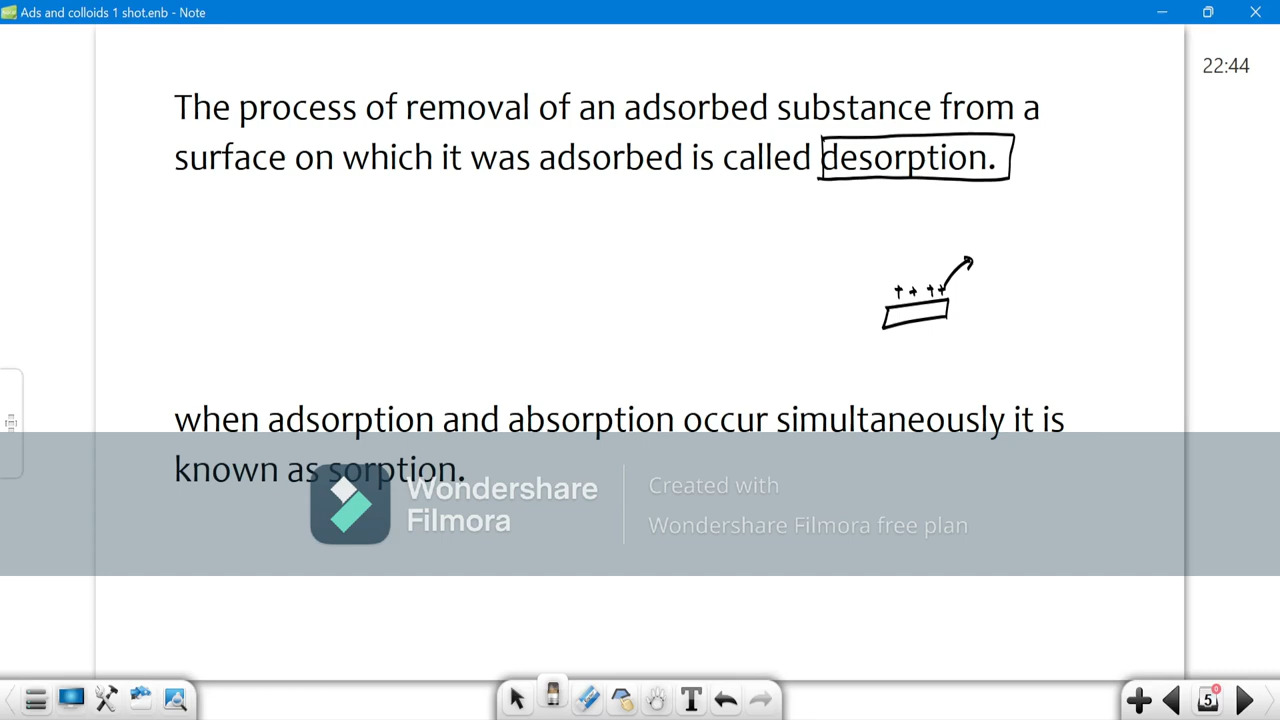 Ads and colloids 1 shot.enb - Note
22:44
The process of removal of an adsorbed substance from a
surface on which it was adsorbed is called desorption.
+ + + +
when adsorption and absorption occur simultaneously it is
known as sorption.
Wondershare
Filmora
Created with
Wondershare Filmora free plan
T
5
0